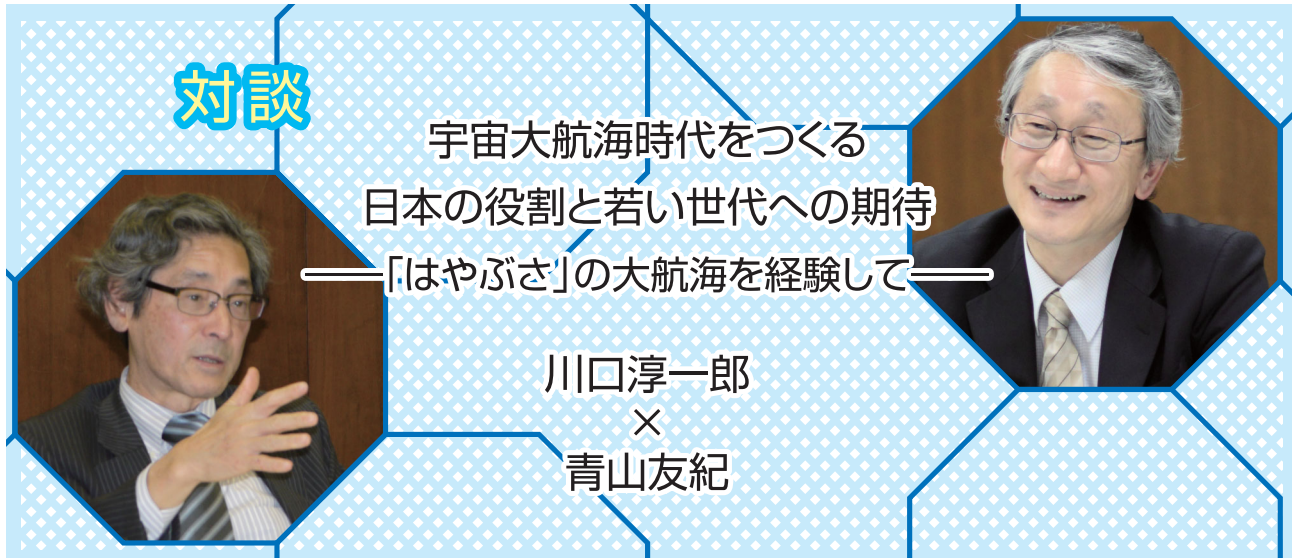 対談
宇宙大航海時代をつくる
日本の役割と若い世代への期待
――「はやぶさ」の大航海を経験して――
川口淳一郎
×
青山友紀